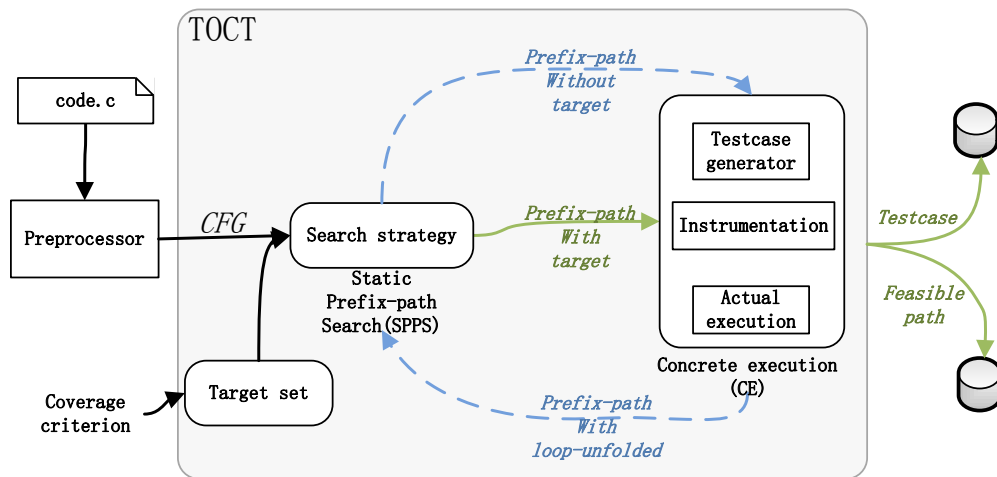 TOCT
code.c
Preprocessor
CFG
Search strategy
Static
Prefix-path
Search(SPPS)
Target set
Coverage
criterion
Prefix-path
Without
target
Prefix-path
With
target
Prefix-path
With
loop-unfolded
Testcase
generator
Instrumentation
Actual
execution
Concrete execution
(CE)
Testcase
Feasible
path